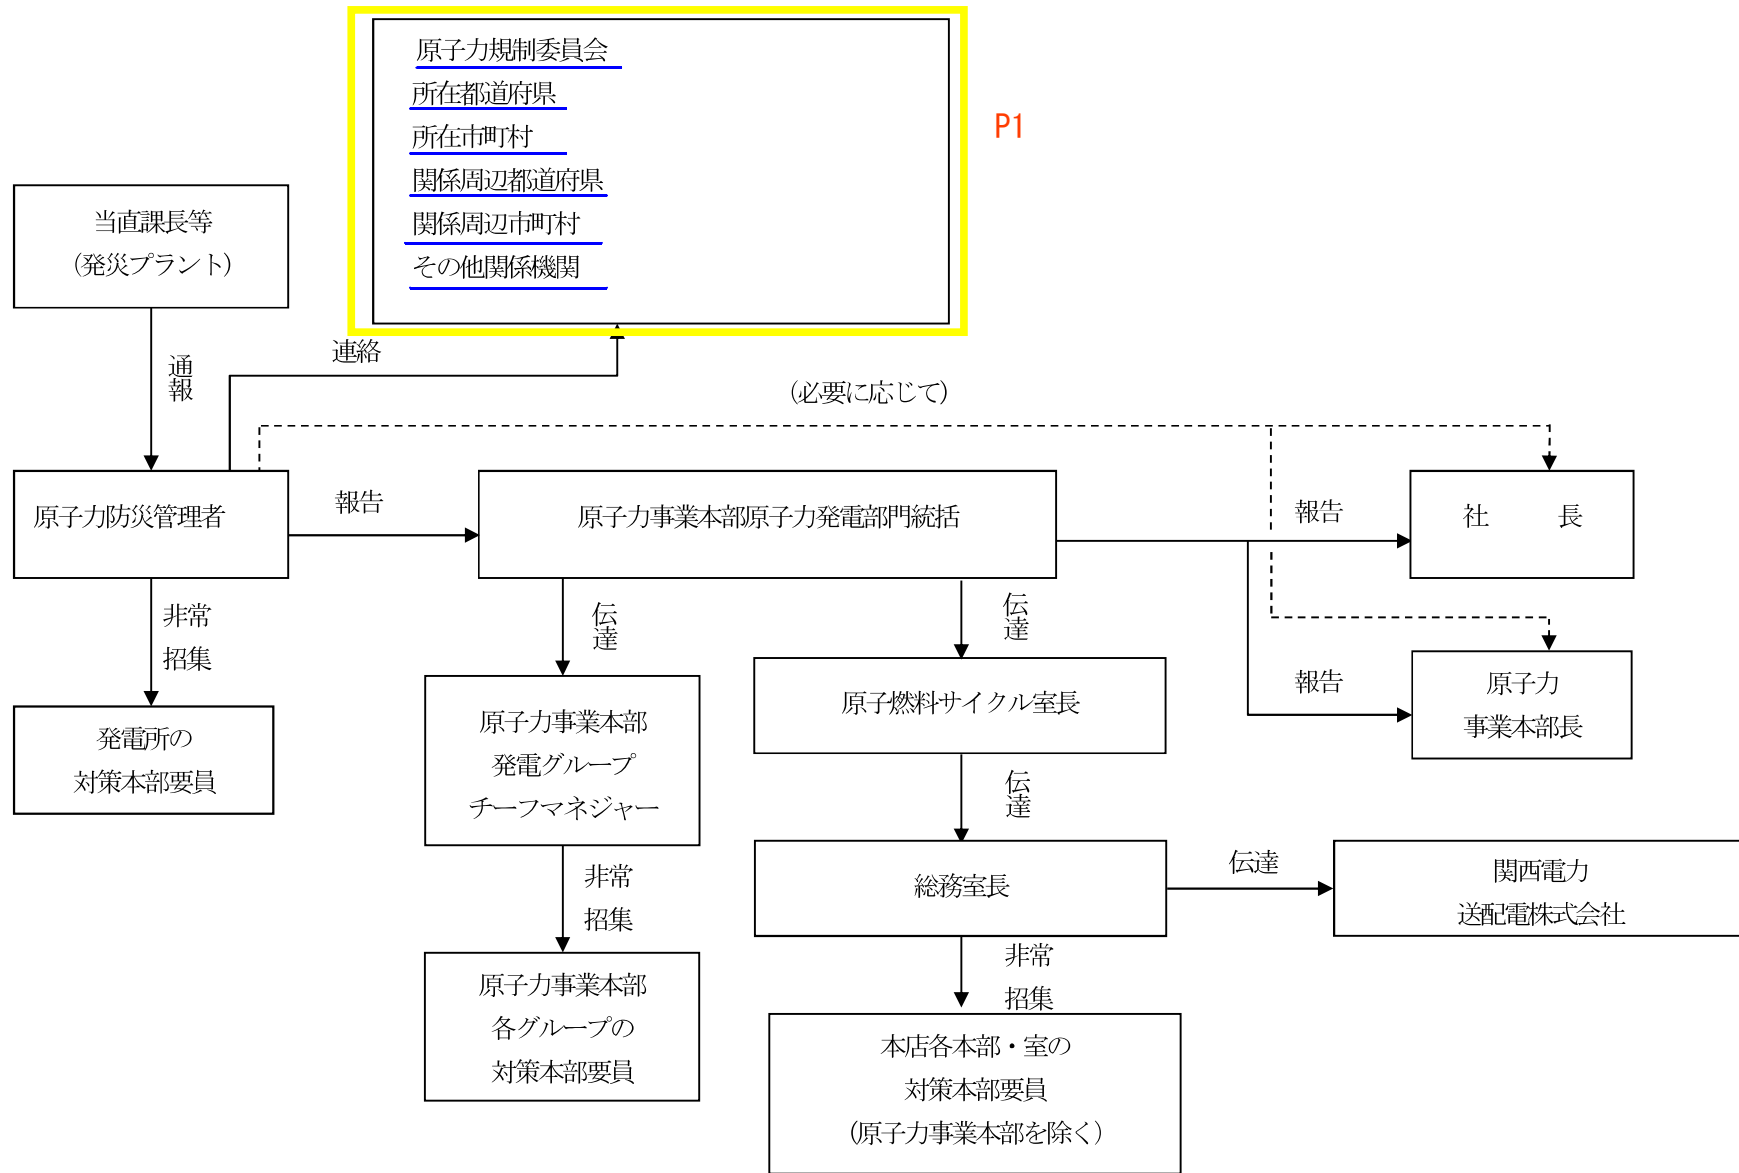 原子力規制委員会
所在都道府県
所在市町村
関係周辺都道府県
関係周辺市町村
その他関係機関
P1
当直課長等
(発災プラント)
通報
連絡
(必要に応じて)
原子力防災管理者
報告
原子力事業本部原子力発電部門統括
報告
社　　長
非常
招集
伝達
伝達
発電所の
対策本部要員
原子力事業本部
発電グループ
チーフマネジャー
原子燃料サイクル室長
報告
原子力
事業本部長
伝達
非常
招集
総務室長
伝達
関西電力
送配電株式会社
非常
招集
原子力事業本部
各グループの
対策本部要員
本店各本部・室の
対策本部要員
(原子力事業本部を除く)